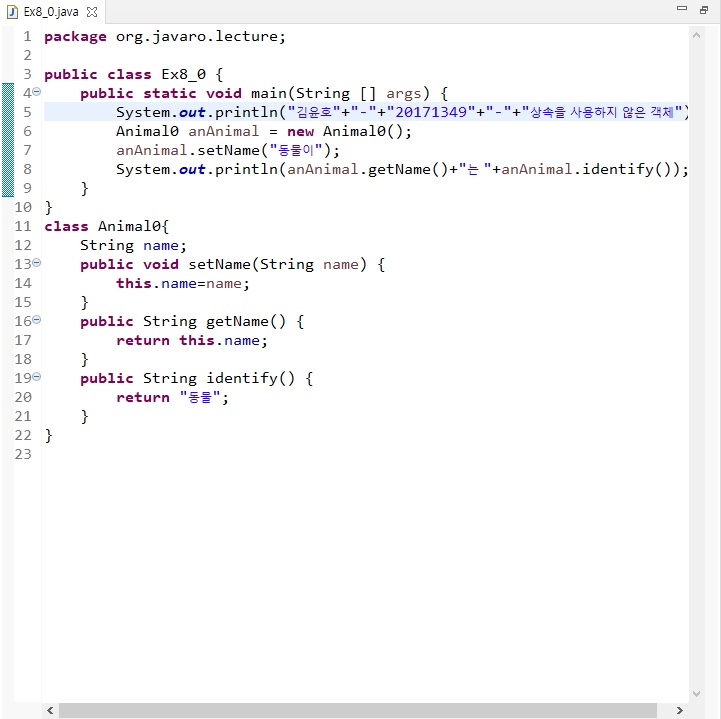 Ex8_0.java
1 package org.javaro.lecture;
2
3 public class Ex8_0 {
4 public static void main(String [] args) {
5 System.out.println("김윤호"+"-"+"20171349"+"-"+"상속을 사용하지 않은 객체")
6 Animal0 anAnimal = new Animal0();
7 anAnimal.setName("동물이");
8 System.out.println(anAnimal.getName()+"는 "+anAnimal.identify());
9 }
10 }
11 class Animal0{
12 String name;
13 public void setName(String name) {
14 this.name=name;
15 }
16 public String getName() {
17 return this.name;
18 }
19 public String identify() {
20 return "동물";
21 }
22 }
23